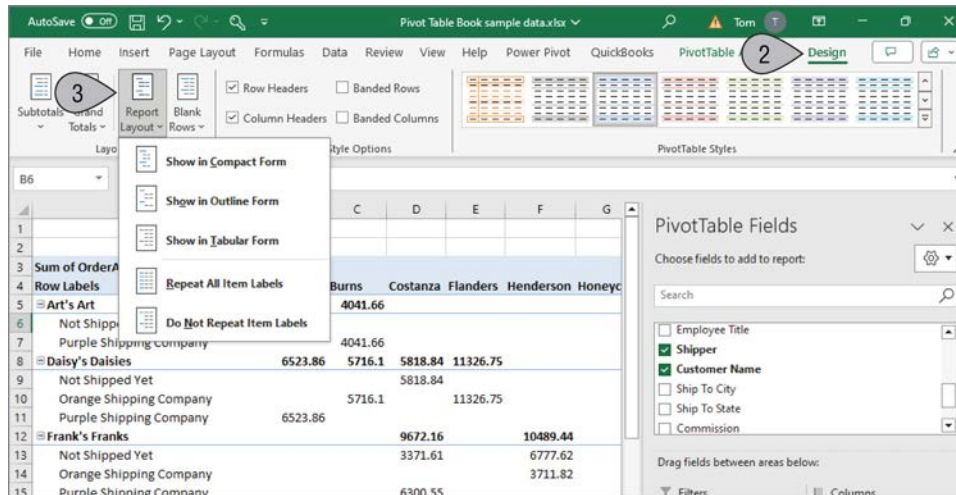 AutoSave Off Pivot Table Book sample data.xlsx Tom T
File Home Insert Page Layout Formulas Data Review View Help Power Pivot QuickBooks PivotTable 2 Design
Subtotals Grand Totals 3 Report Layout Blank Rows
Row Headers Banded Rows
Column Headers Banded Columns
Layo Style Options PivotTable Styles
Show in Compact Form
Show in Outline Form
Show in Tabular Form
Repeat All Item Labels
Do Not Repeat Item Labels
B6
C D E F G
1
2
3 Sum of OrderA
4 Row Labels Burns Costanza Flanders Henderson Honeyc
5 Art's Art 4041.66
6 Not Shipp
7 Purple Shipping Company 4041.66
8 Daisy's Daisies 6523.86 5716.1 5818.84 11326.75
9 Not Shipped Yet 5818.84
10 Orange Shipping Company 5716.1 11326.75
11 Purple Shipping Company 6523.86
12 Frank's Franks 9672.16 10489.44
13 Not Shipped Yet 3371.61 6777.62
14 Orange Shipping Company 3711.82
15 Purple Shipping Company 6300.55
PivotTable Fields
Choose fields to add to report:
Search
Employee Title
Shipper
Customer Name
Ship To City
Ship To State
Commission
Drag fields between areas below:
Filters Columns